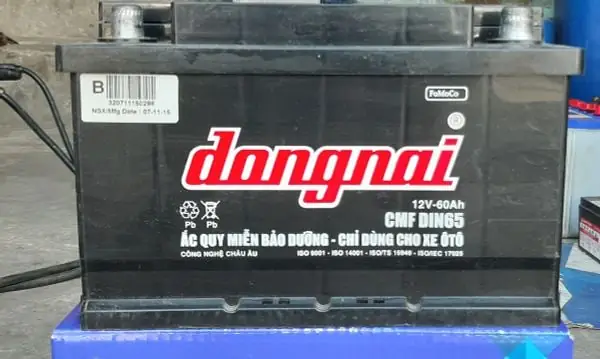 B
320711150286
NSX/Mfg Date : 07-11-15
FoMoCo
dongnai
12V-60Ah
CMF DIN65
Pb Pb
ẮC QUY MIỄN BẢO DƯỠNG - CHỈ DÙNG CHO XE ÔTÔ
CÔNG NGHỆ CHÂU ÂU ISO 9001 - ISO 14001 - ISO/TS 16949 - ISO/IEC 17025